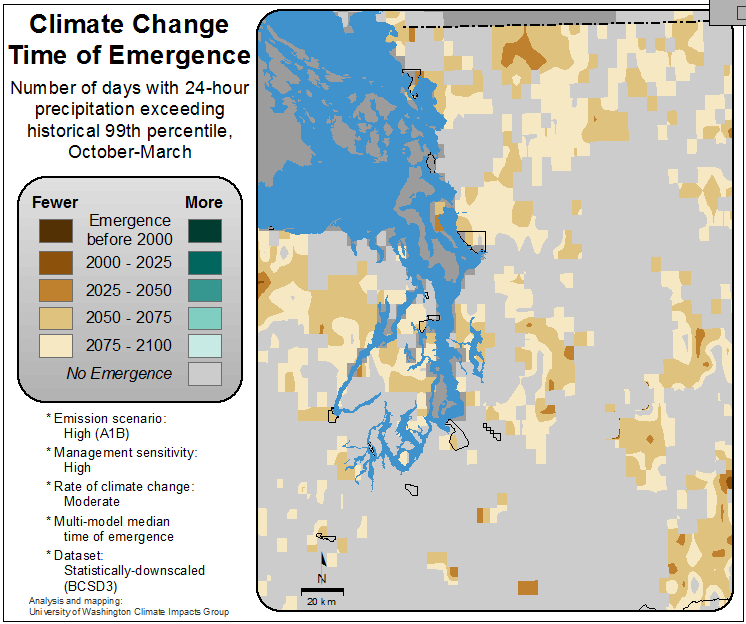 Climate Change
Time of Emergence
Number of days with 24-hour
precipitation exceeding
historical 99th percentile,
October-March
Fewer More
Emergence
before 2000
2000 - 2025
2025 - 2050
2050 - 2075
2075 - 2100
No Emergence
* Emission scenario:
High (A1B)
* Management sensitivity:
High
* Rate of climate change:
Moderate
* Multi-model median
time of emergence
* Dataset:
Statistically-downscaled
(BCSD3)
Analysis and mapping:
University of Washington Climate Impacts Group
N
20 km